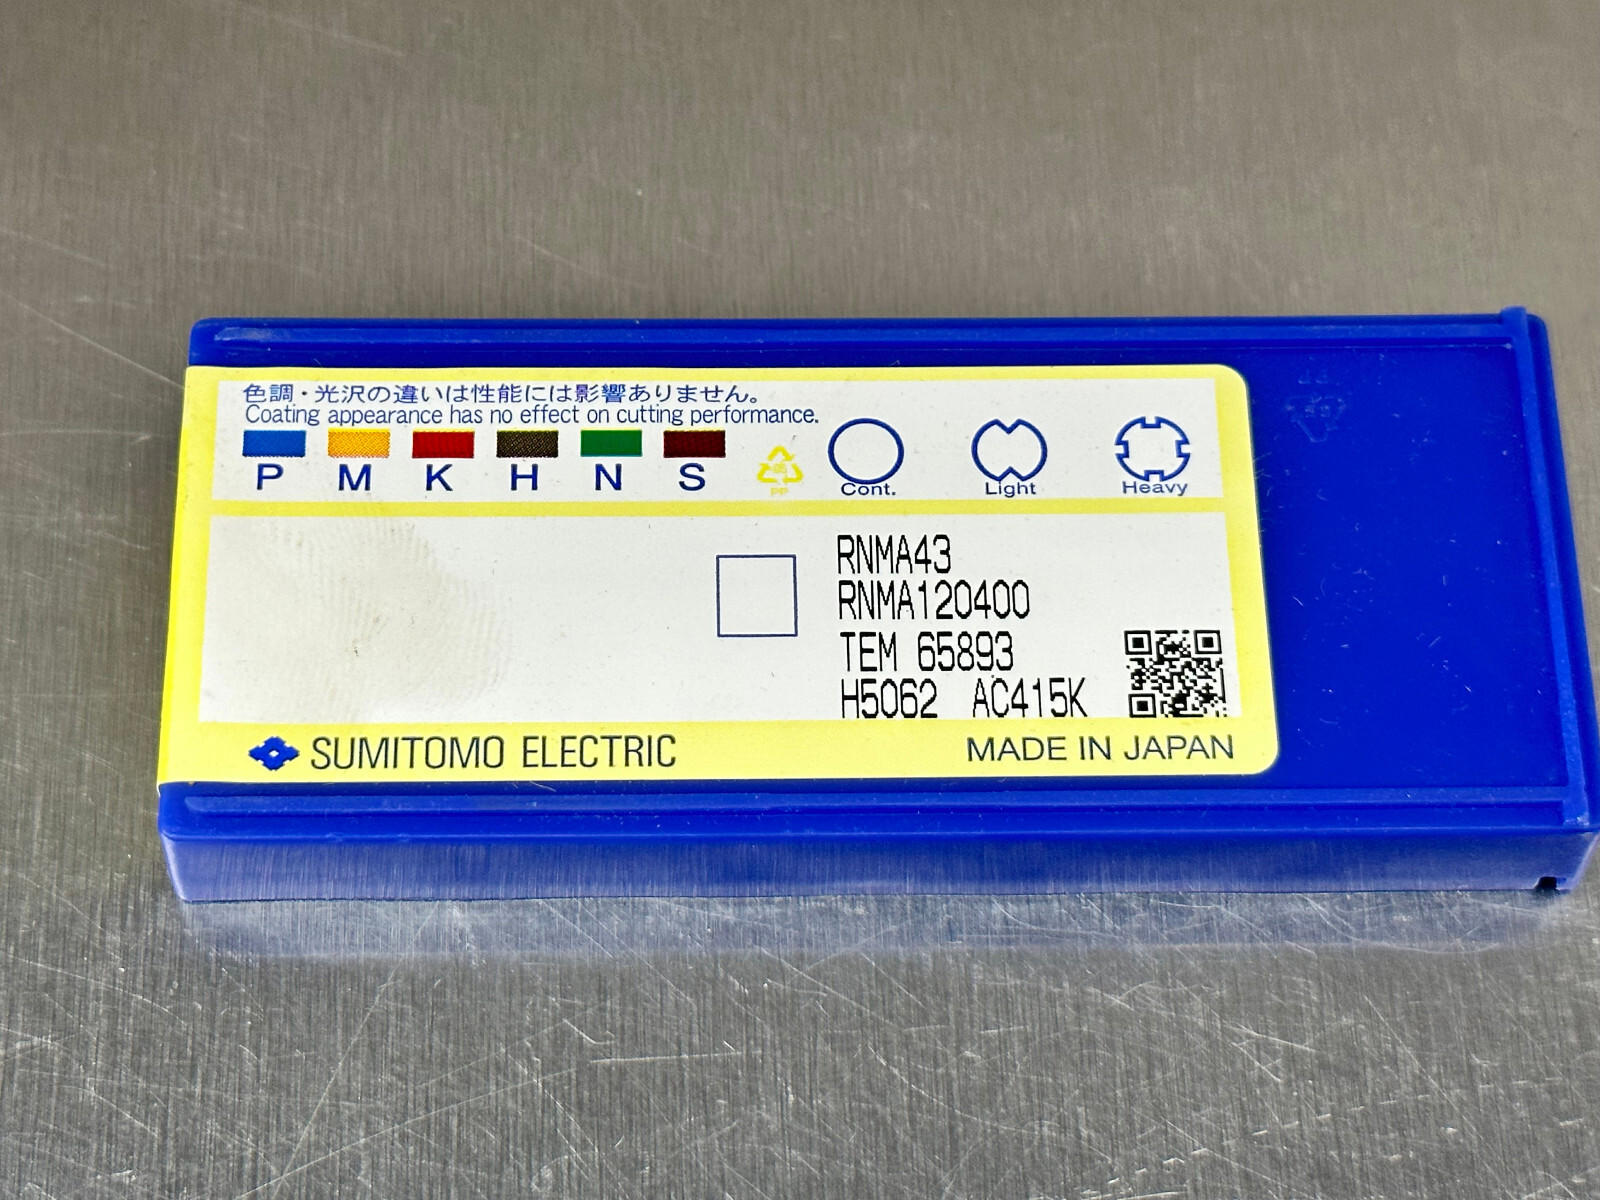 色調・光沢の違いは性能には影響ありません。
Coating appearance has no effect on cutting performance.
P M K H N S
PP
Cont. Light Heavy
RNMA43
RNMA120400
TEM 65893
H5062 AC415K
SUMITOMO ELECTRIC
MADE IN JAPAN